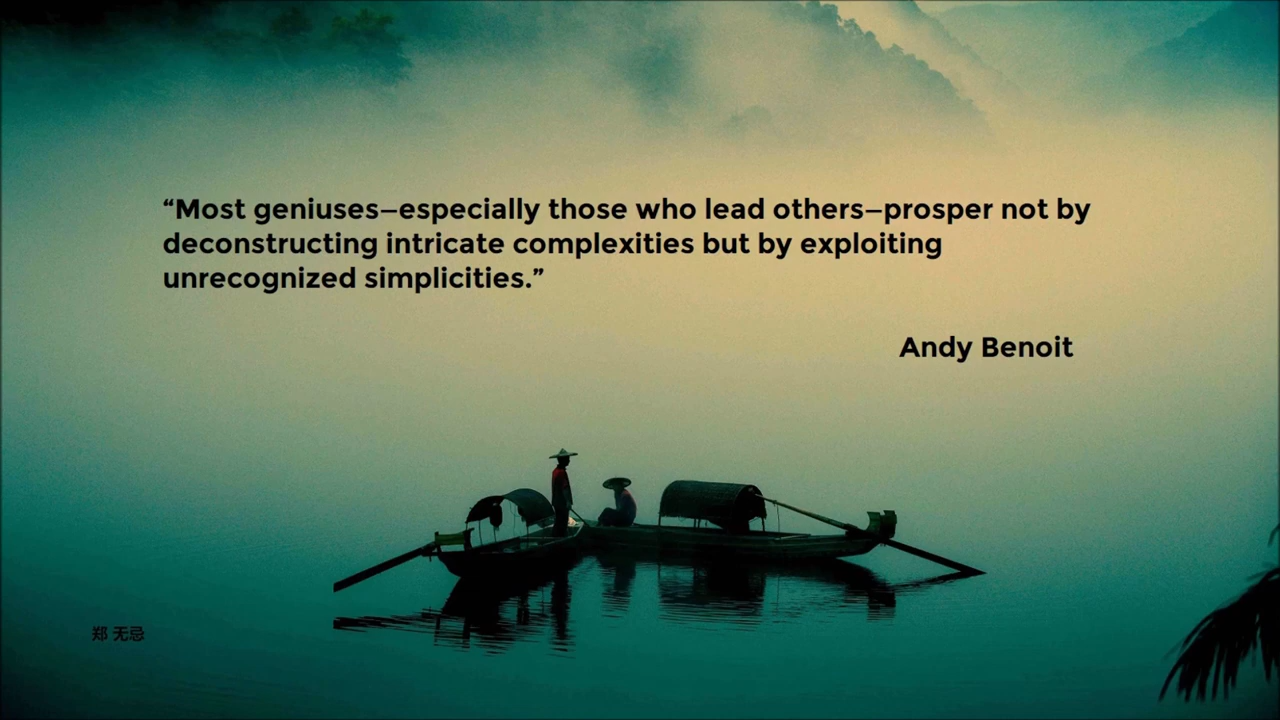 “Most geniuses—especially those who lead others—prosper not by
deconstructing intricate complexities but by exploiting
unrecognized simplicities.”
Andy Benoit
郑 无忌